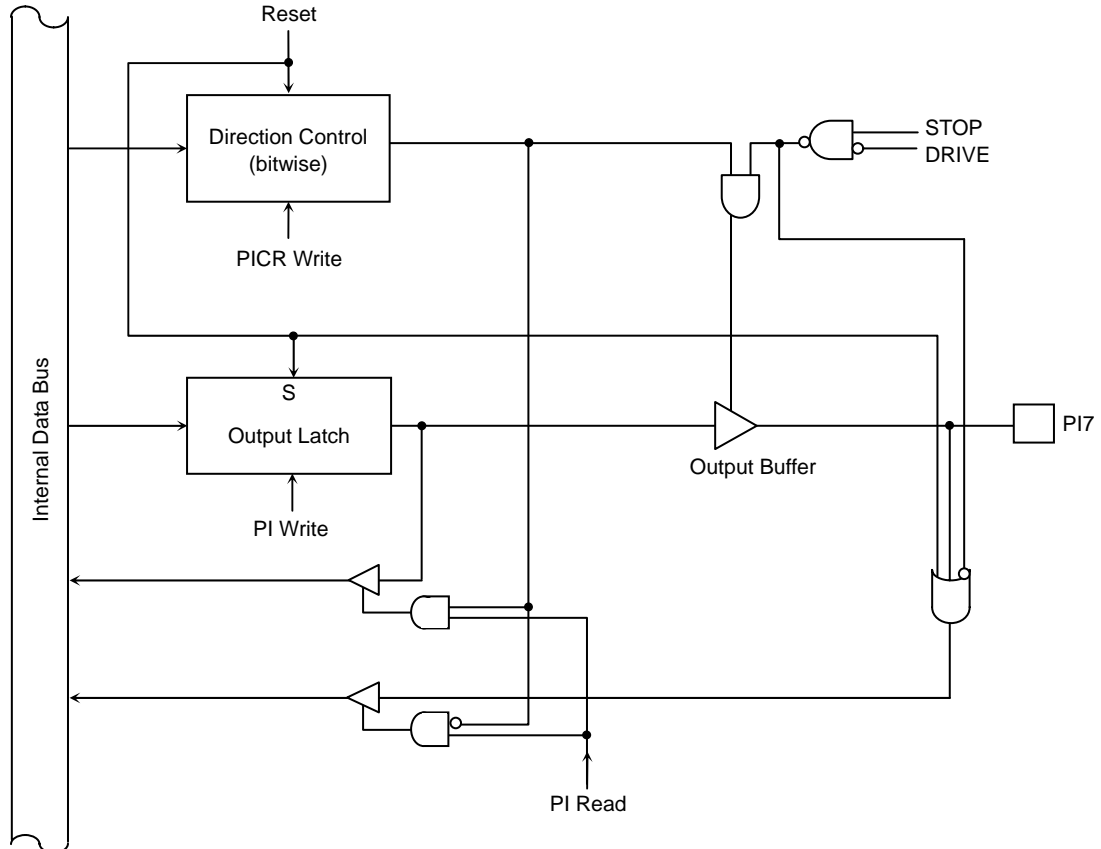 Reset
Direction Control
(bitwise)
STOP
DRIVE
PICR Write
Internal Data Bus
S
Output Latch
Output Buffer
PI7
PI Write
PI Read